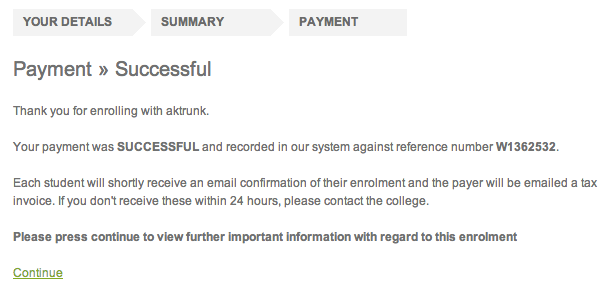 YOUR DETAILS SUMMARY PAYMENT
Payment » Successful
Thank you for enrolling with aktrunk.
Your payment was SUCCESSFUL and recorded in our system against reference number W1362532.
Each student will shortly receive an email confirmation of their enrolment and the payer will be emailed a tax
invoice. If you don't receive these within 24 hours, please contact the college.
Please press continue to view further important information with regard to this enrolment
Continue